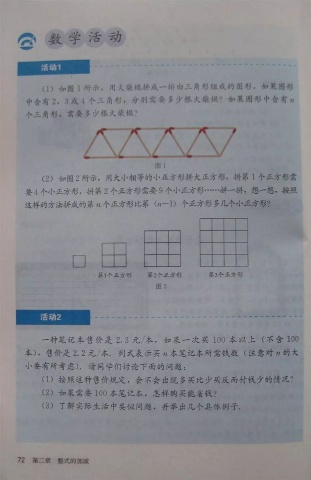 数学活动
活动1
(1) 如图1所示，用火柴棍拼成一排由三角形组成的图形，如果图形
中含有2，3或4个三角形，分别需要多少根火柴棍？如果图形中含有n
个三角形，需要多少根火柴棍？
图1
(2) 如图2所示，用大小相等的小正方形拼大正方形，拼第1个正方形需
要4个小正方形，拼第2个正方形需要9个小正方形……拼一拼，想一想，按照
这样的方法拼成的第n个正方形比第(n-1)个正方形多几个小正方形？
第1个正方形 第2个正方形 第3个正方形
图2
活动2
一种笔记本售价是2.3元/本，如果一次买100本以上（不含100
本），售价是2.2元/本．列式表示买n本笔记本所需钱数（注意对n的大
小要有所考虑)．请同学们讨论下面的问题：
(1) 按照这种售价规定，会不会出现多买比少买反而付钱少的情况？
(2) 如果需要100本笔记本，怎样购买能省钱？
(3) 了解实际生活中类似问题，并举出几个具体例子．
72 第二章 整式的加减